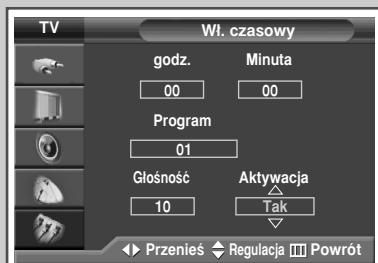 TV
Wł. czasowy
godz. Minuta
00 00
Program
01
Głośność Aktywacja
10 Tak
Przenieś Regulacja Powrót